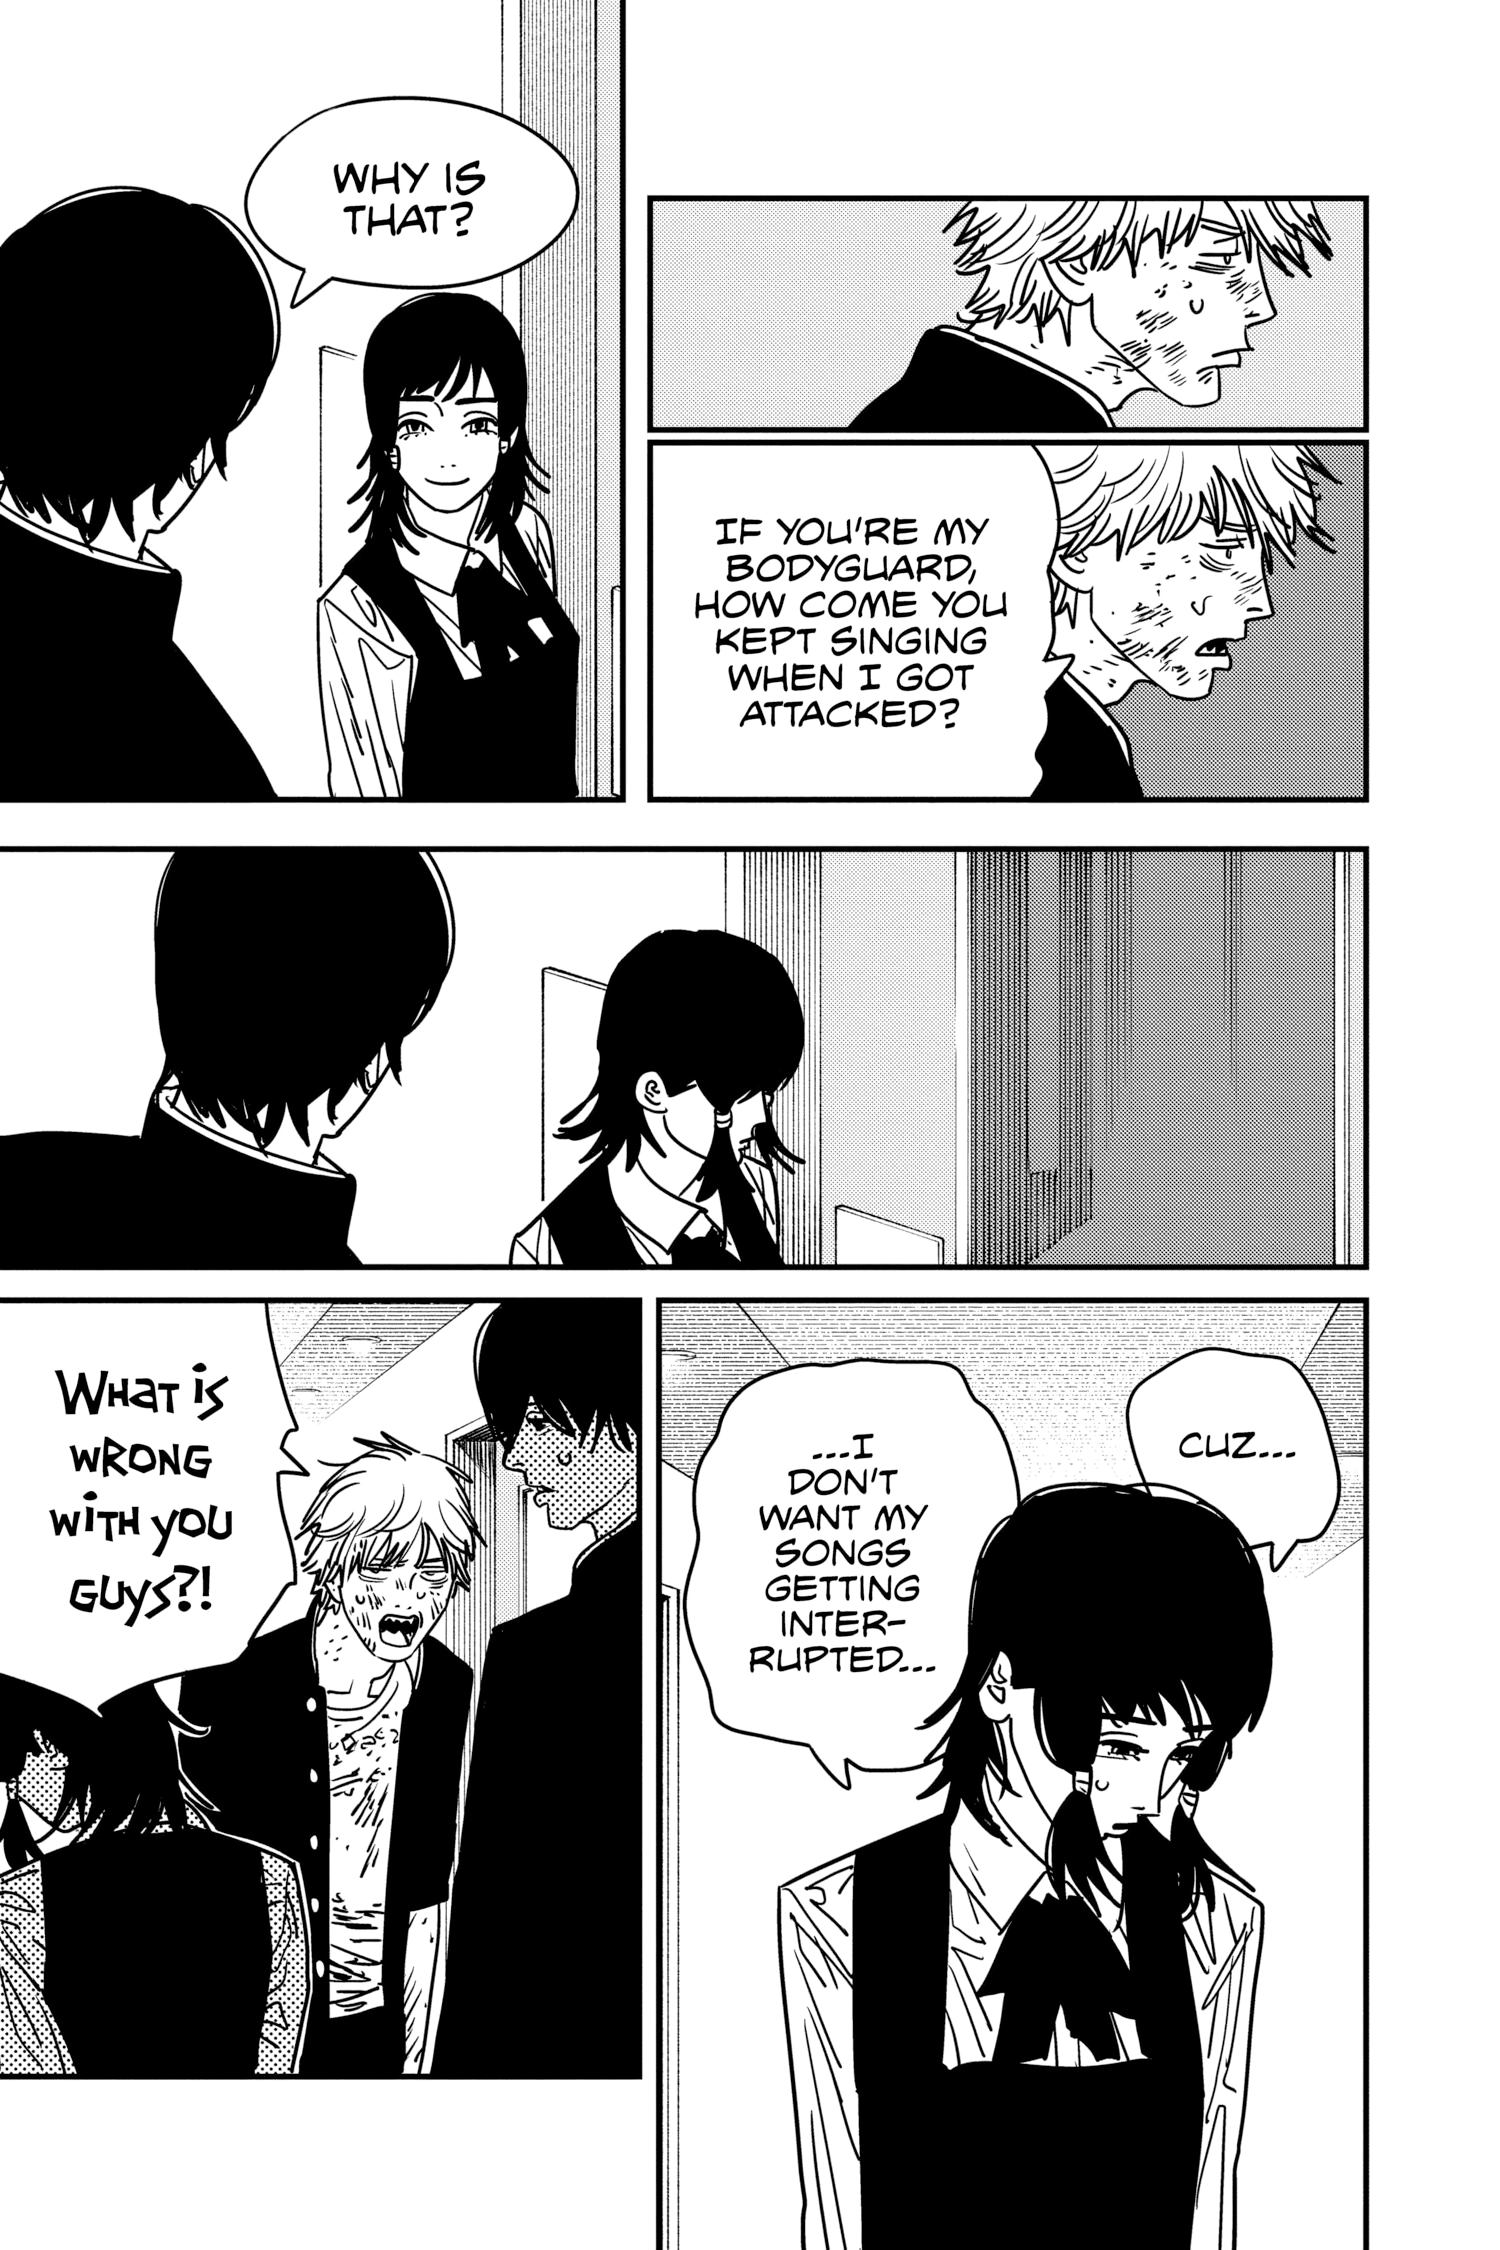 IF YOU'RE MY
BODYGUARD,
HOW COME YOU
KEPT SINGING
WHEN I GOT
ATTACKED?
WHY IS
THAT?
CUZ...
...I
DON'T
WANT MY
SONGS
GETTING
INTER-
RUPTED...
WHAT IS
WRONG
WITH YOU
GUYS?!